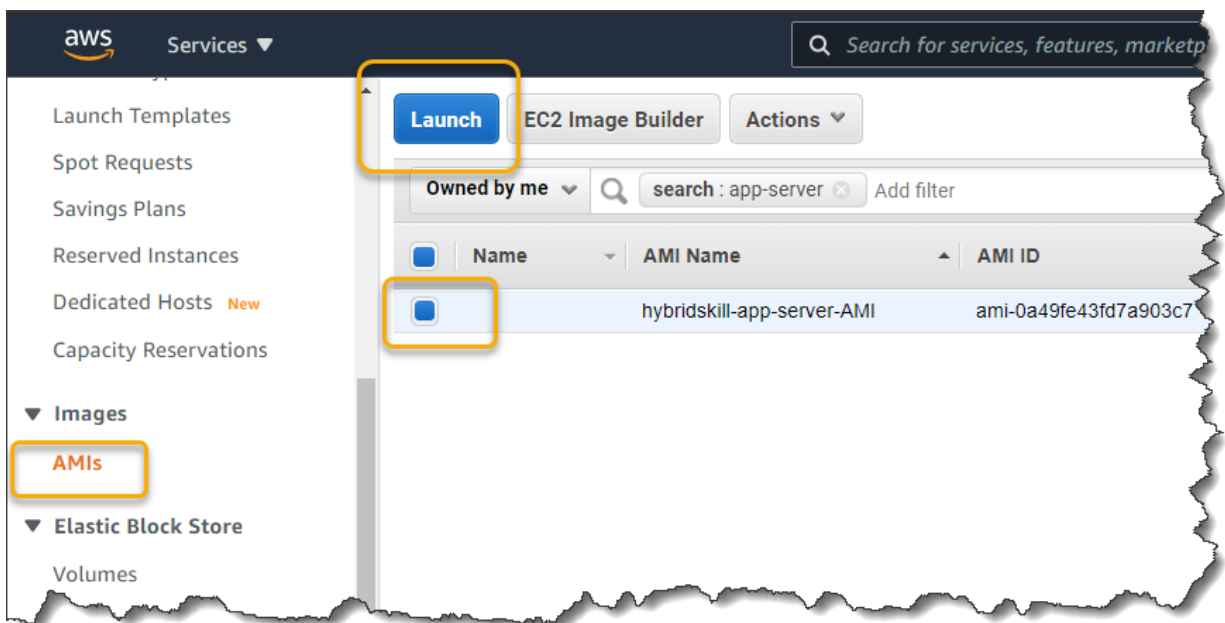 aws Services ▼ Search for services, features, marketp
Launch Templates
Spot Requests
Savings Plans
Reserved Instances
Dedicated Hosts New
Capacity Reservations
Images
AMIs
Elastic Block Store
Volumes
Launch EC2 Image Builder Actions
Owned by me search : app-server Add filter
Name AMI Name AMI ID
hybridskill-app-server-AMI ami-0a49fe43fd7a903c7